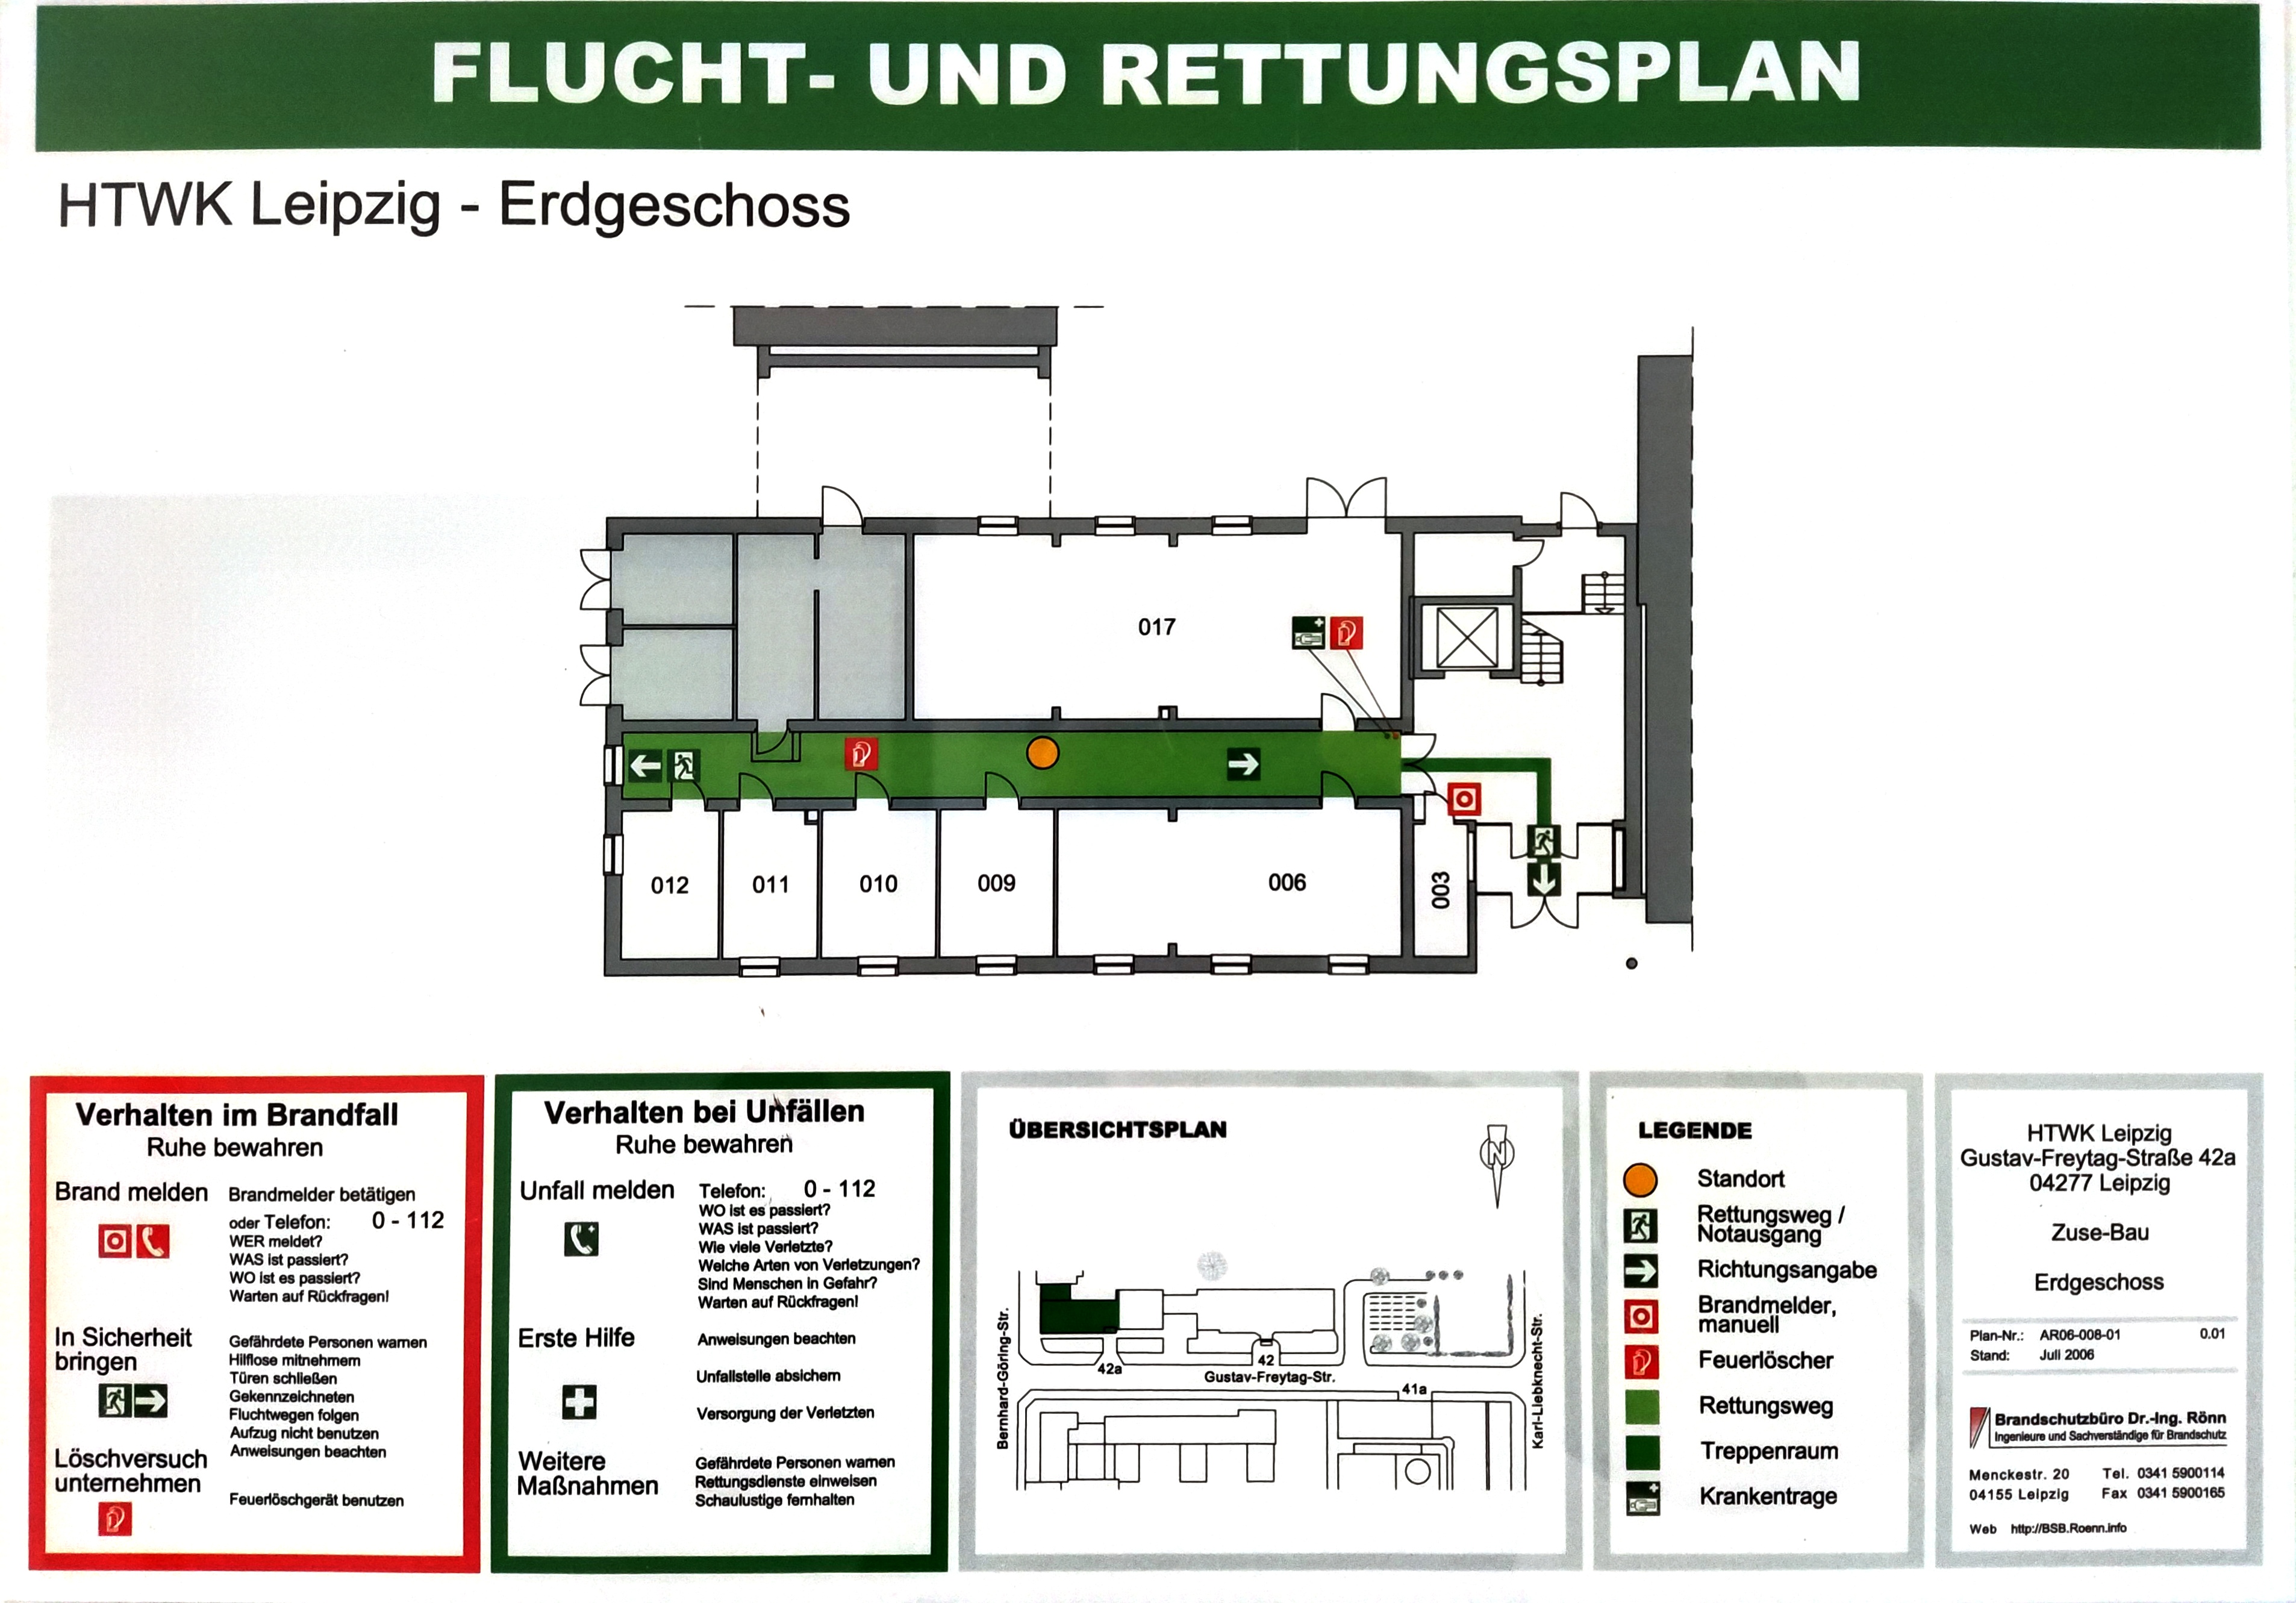 FLUCHT- UND RETTUNGSPLAN
HTWK Leipzig - Erdgeschoss
017
012
011
010
009
006
003
Verhalten im Brandfall
Ruhe bewahren
Brand melden
Brandmelder betätigen
oder Telefon: 0 - 112
WER meldet?
WAS ist passiert?
WO ist es passiert?
Warten auf Rückfragen!
In Sicherheit
bringen
Gefährdete Personen warnen
Hilflose mitnehmem
Türen schließen
Gekennzeichneten
Fluchtwegen folgen
Aufzug nicht benutzen
Anweisungen beachten
Löschversuch
unternehmen
Feuerlöschgerät benutzen
Verhalten bei Unfällen
Ruhe bewahren
Unfall melden
Telefon: 0 - 112
WO ist es passiert?
WAS ist passiert?
Wie viele Verletzte?
Welche Arten von Verletzungen?
Sind Menschen in Gefahr?
Warten auf Rückfragen!
Erste Hilfe
Anweisungen beachten
Unfallstelle absichern
Versorgung der Verletzten
Weitere
Maßnahmen
Gefährdete Personen warnen
Rettungsdienste einweisen
Schaulustige fernhalten
ÜBERSICHTSPLAN
N
Bernhard-Göring-Str.
42a
42
Gustav-Freytag-Str.
41a
Karl-Liebknecht-Str.
LEGENDE
Standort
Rettungsweg /
Notausgang
Richtungsangabe
Brandmelder,
manuell
Feuerlöscher
Rettungsweg
Treppenraum
Krankentrage
HTWK Leipzig
Gustav-Freytag-Straße 42a
04277 Leipzig
Zuse-Bau
Erdgeschoss
Plan-Nr.: AR06-008-01 0.01
Stand: Juli 2006
Brandschutzbüro Dr.-Ing. Rönn
Ingenieure und Sachverständige für Brandschutz
Menckestr. 20 Tel. 0341 5900114
04155 Leipzig Fax 0341 5900165
Web http://BSB.Roenn.info